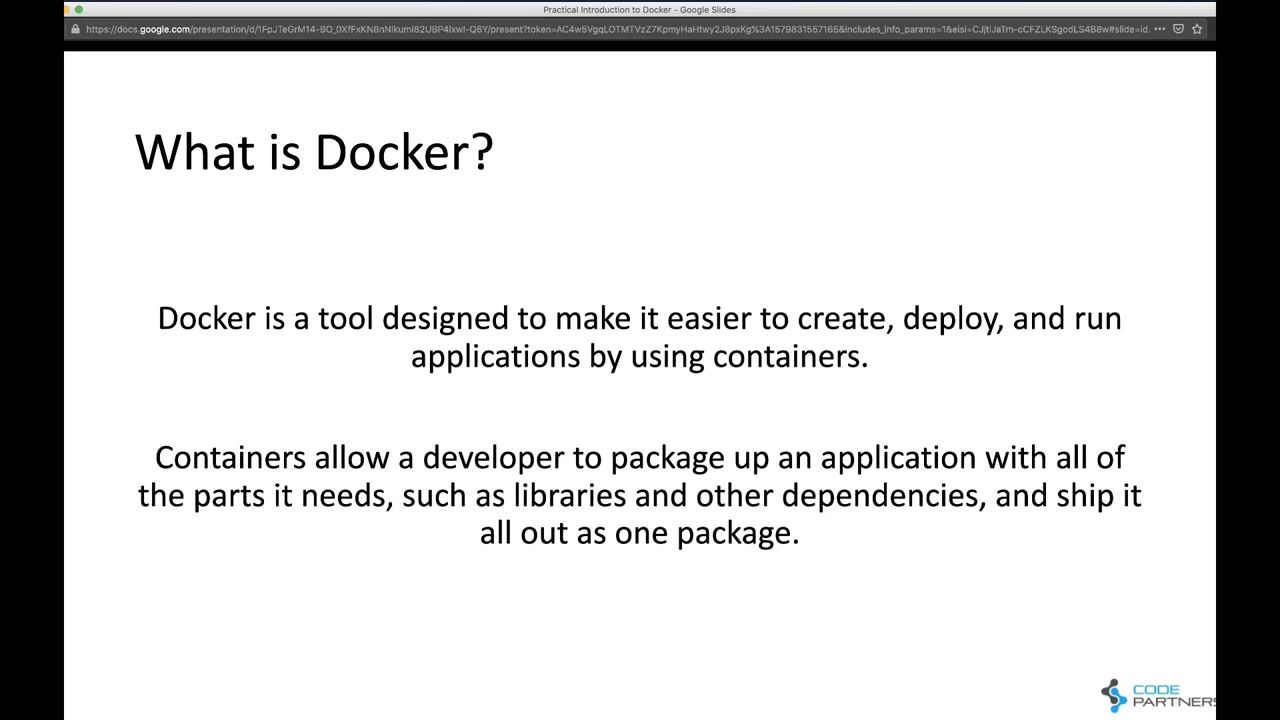 Practical Introduction to Docker - Google Slides
What is Docker?
Docker is a tool designed to make it easier to create, deploy, and run
applications by using containers.
Containers allow a developer to package up an application with all of
the parts it needs, such as libraries and other dependencies, and ship it
all out as one package.
CODE
PARTNERS